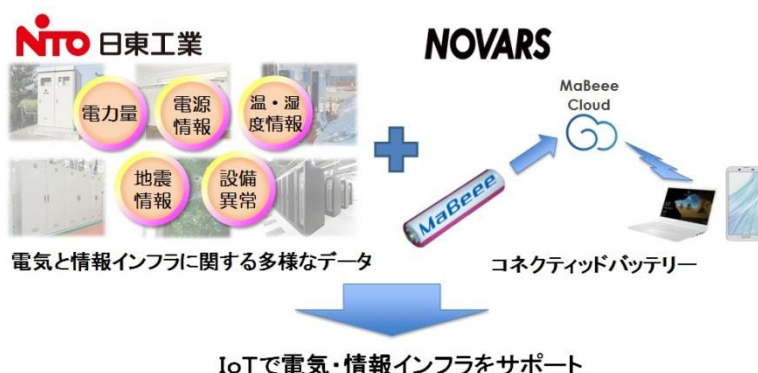 NITO 日東工業
NOVARS
電力量
電源
情報
温・湿
度情報
地震
情報
設備
異常
MaBeee
Cloud
MaBeee
電気と情報インフラに関する多様なデータ
コネクティッドバッテリー
IoTで電気・情報インフラをサポート